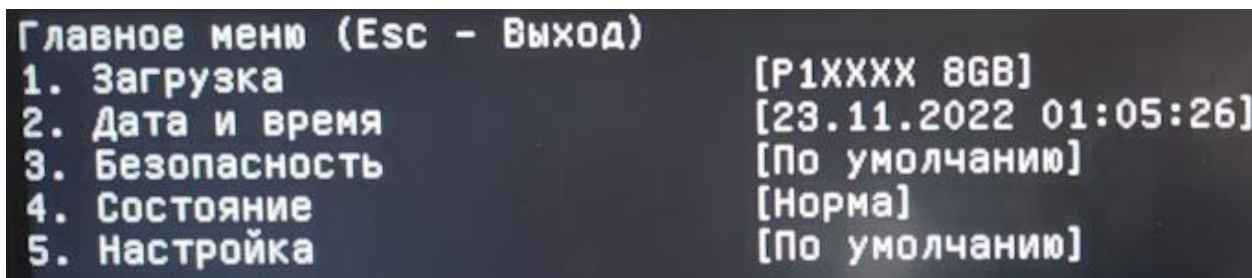 Главное меню (Esc - Выход)
1. Загрузка [P1XXXX 8GB]
2. Дата и время [23.11.2022 01:05:26]
3. Безопасность [По умолчанию]
4. Состояние [Норма]
5. Настройка [По умолчанию]